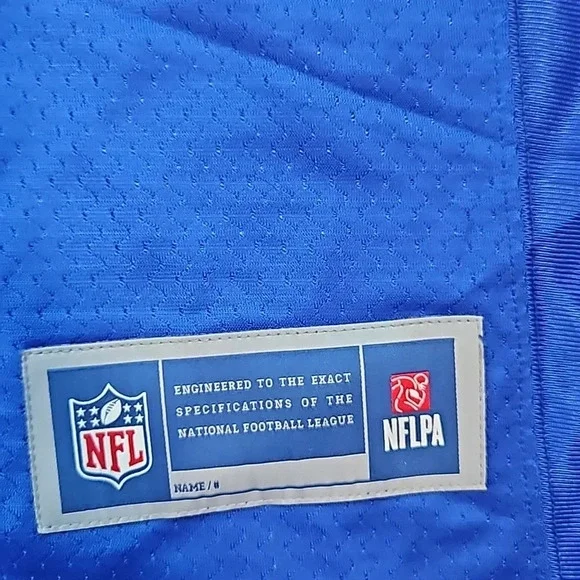 NFL
ENGINEERED TO THE EXACT
SPECIFICATIONS OF THE
NATIONAL FOOTBALL LEAGUE
NFLPA
NAME / #